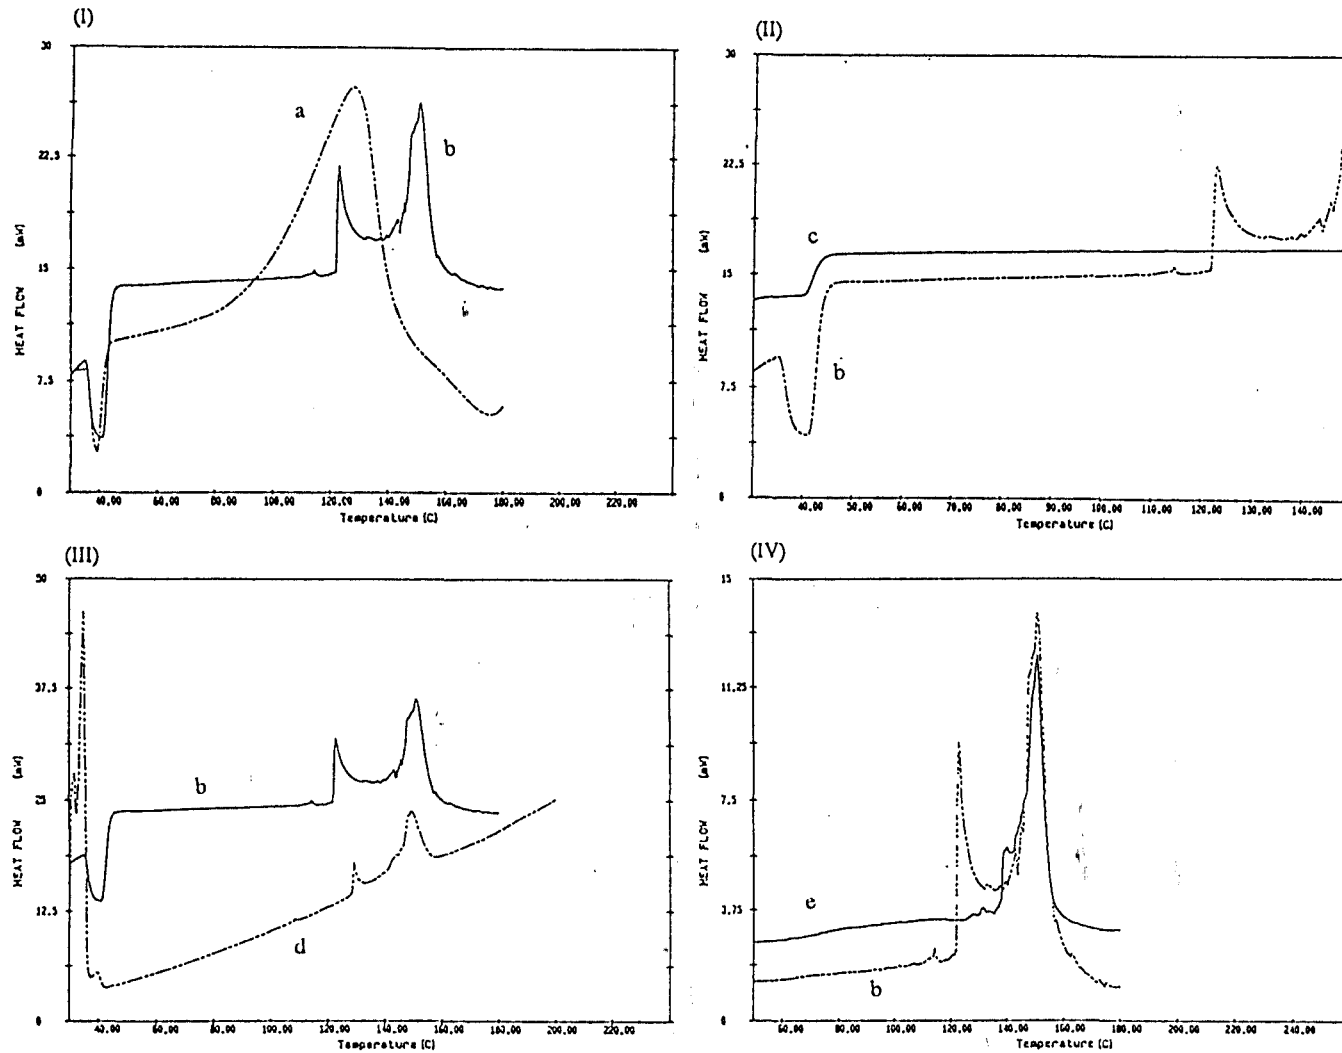 (I)
30
22.5
15
7.5
0
HEAT FLOW (mW)
a
b
b
40.00 60.00 80.00 100.00 120.00 140.00 160.00 180.00 200.00 220.00
Temperature (C)
(II)
30
22.5
15
7.5
0
HEAT FLOW (mW)
c
b
40.00 50.00 60.00 70.00 80.00 90.00 100.00 110.00 120.00 130.00 140.00
Temperature (C)
(III)
50
37.5
25
12.5
0
HEAT FLOW (mW)
b
d
40.00 60.00 80.00 100.00 120.00 140.00 160.00 180.00 200.00 220.00
Temperature (C)
(IV)
15
11.25
7.5
3.75
0
HEAT FLOW (mW)
e
b
60.00 80.00 100.00 120.00 140.00 160.00 180.00 200.00 220.00
Temperature (C)